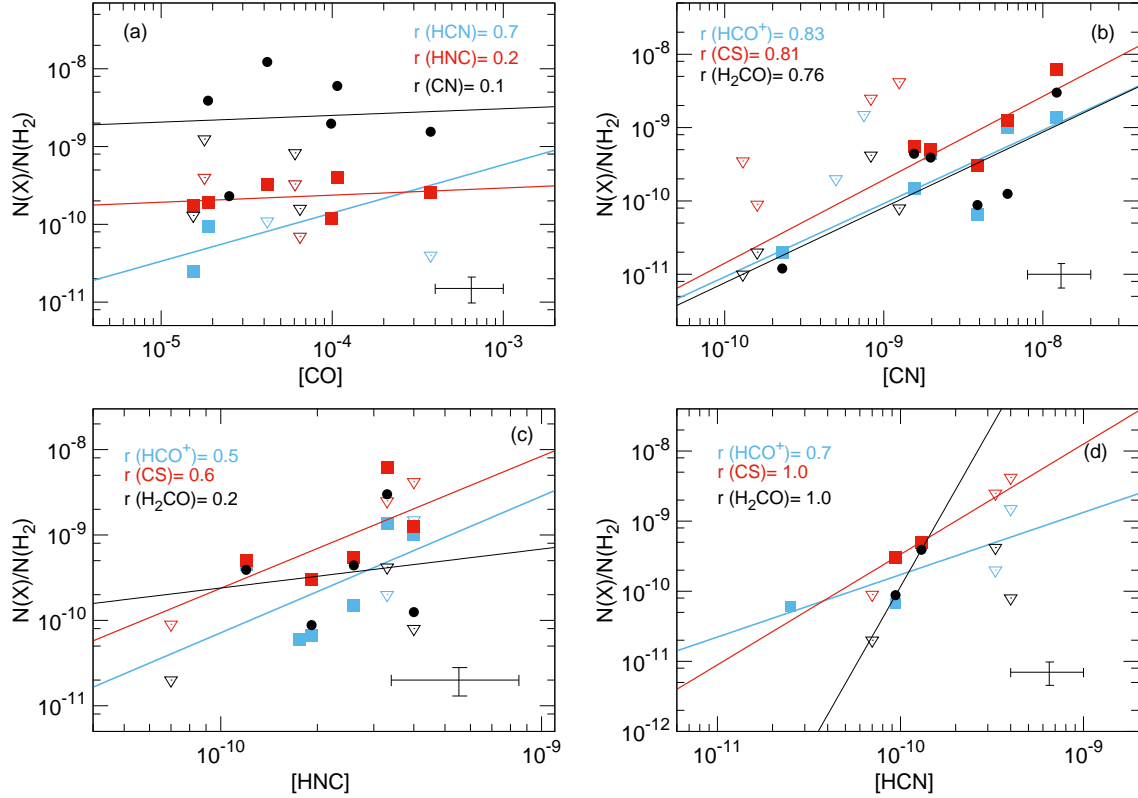 (a)
r (HCN)= 0.7
r (HNC)= 0.2
r (CN)= 0.1
10⁻⁸
10⁻⁹
10⁻¹⁰
10⁻¹¹
N(X)/N(H₂)
10⁻⁵ 10⁻⁴ 10⁻³
[CO]
(b)
r (HCO⁺)= 0.83
r (CS)= 0.81
r (H₂CO)= 0.76
10⁻⁸
10⁻⁹
10⁻¹⁰
10⁻¹¹
N(X)/N(H₂)
10⁻¹⁰ 10⁻⁹ 10⁻⁸
[CN]
(c)
r (HCO⁺)= 0.5
r (CS)= 0.6
r (H₂CO)= 0.2
10⁻⁸
10⁻⁹
10⁻¹⁰
10⁻¹¹
N(X)/N(H₂)
10⁻¹⁰ 10⁻⁹
[HNC]
(d)
r (HCO⁺)= 0.7
r (CS)= 1.0
r (H₂CO)= 1.0
10⁻⁸
10⁻⁹
10⁻¹⁰
10⁻¹¹
10⁻¹²
N(X)/N(H₂)
10⁻¹¹ 10⁻¹⁰ 10⁻⁹
[HCN]